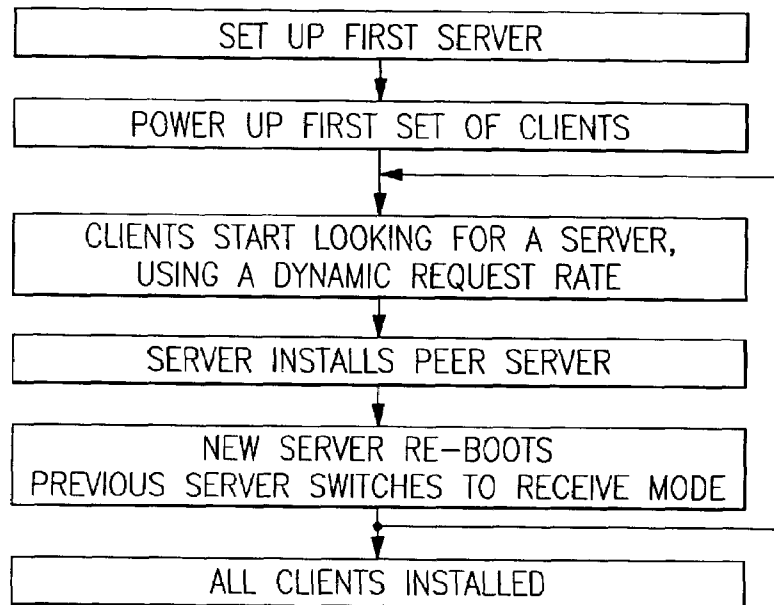 SET UP FIRST SERVER
POWER UP FIRST SET OF CLIENTS
CLIENTS START LOOKING FOR A SERVER,
USING A DYNAMIC REQUEST RATE
SERVER INSTALLS PEER SERVER
NEW SERVER RE-BOOTS
PREVIOUS SERVER SWITCHES TO RECEIVE MODE
ALL CLIENTS INSTALLED